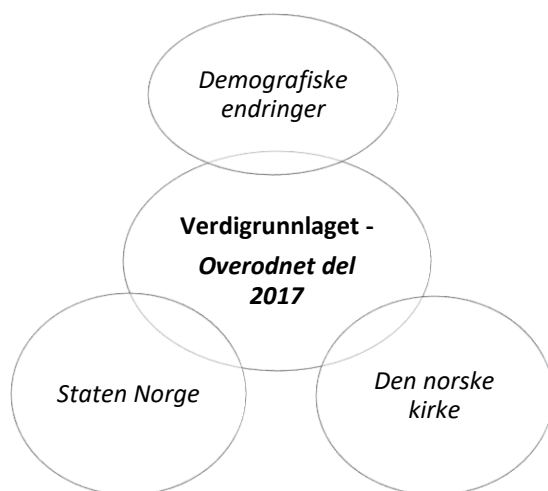 Demografiske
endringer
Verdigrunnlaget -
Overodnet del
2017
Staten Norge
Den norske
kirke